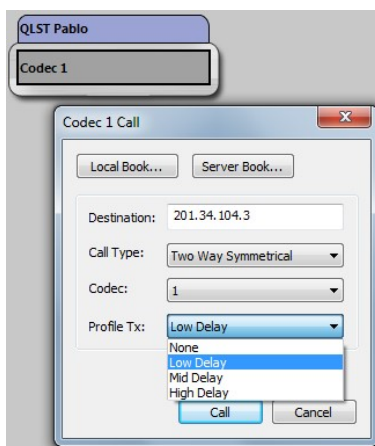 QLST Pablo
Codec 1
Codec 1 Call
X
Local Book... Server Book...
Destination: 201.34.104.3
Call Type: Two Way Symmetrical
Codec: 1
Profile Tx: Low Delay
None
Low Delay
Mid Delay
High Delay
Call Cancel